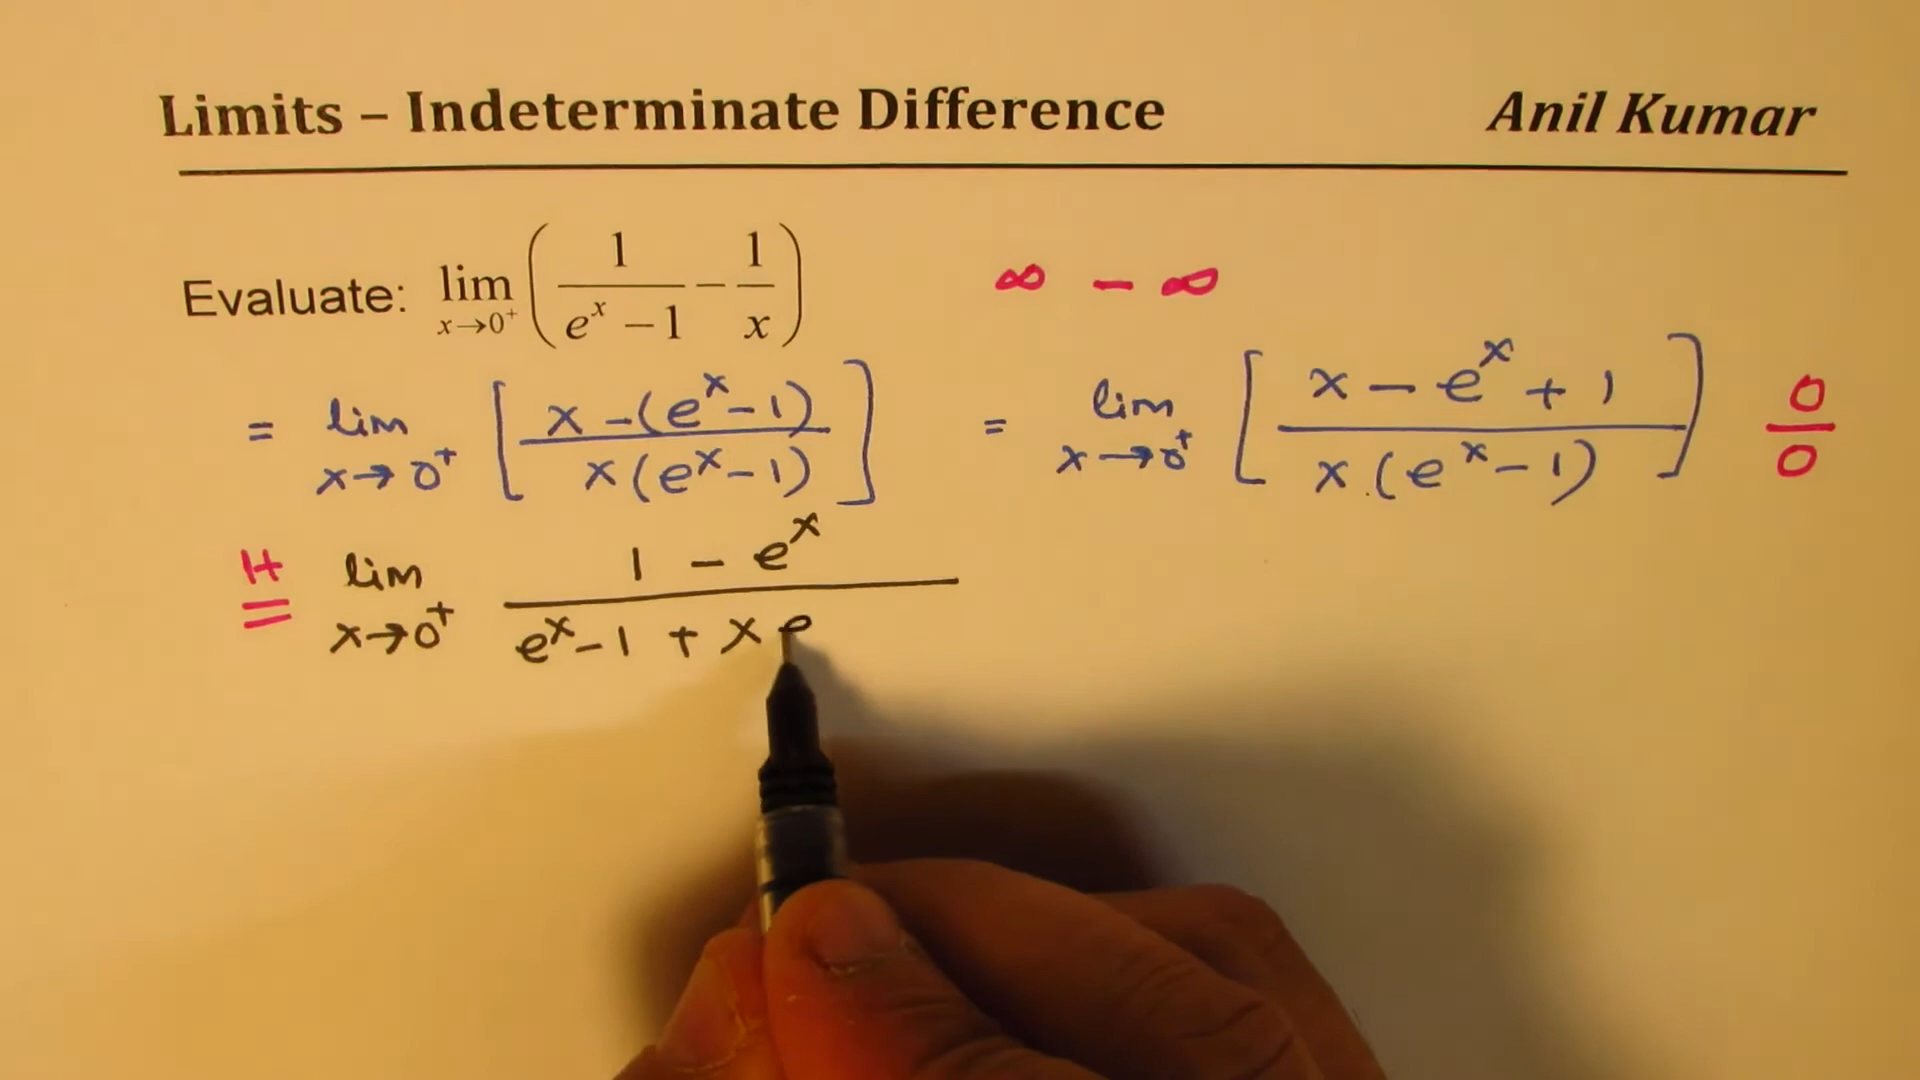 Limits – Indeterminate Difference Anil Kumar
Evaluate: lim x→0⁺ ( 1 / (eˣ – 1) – 1 / x ) ∞ – ∞
= lim x→0⁺ [ x – (eˣ – 1) / x (eˣ – 1) ] = lim x→0⁺ [ x – eˣ + 1 / x . (eˣ – 1) ] 0 / 0
H = lim x→0⁺ 1 – eˣ / eˣ – 1 + x e